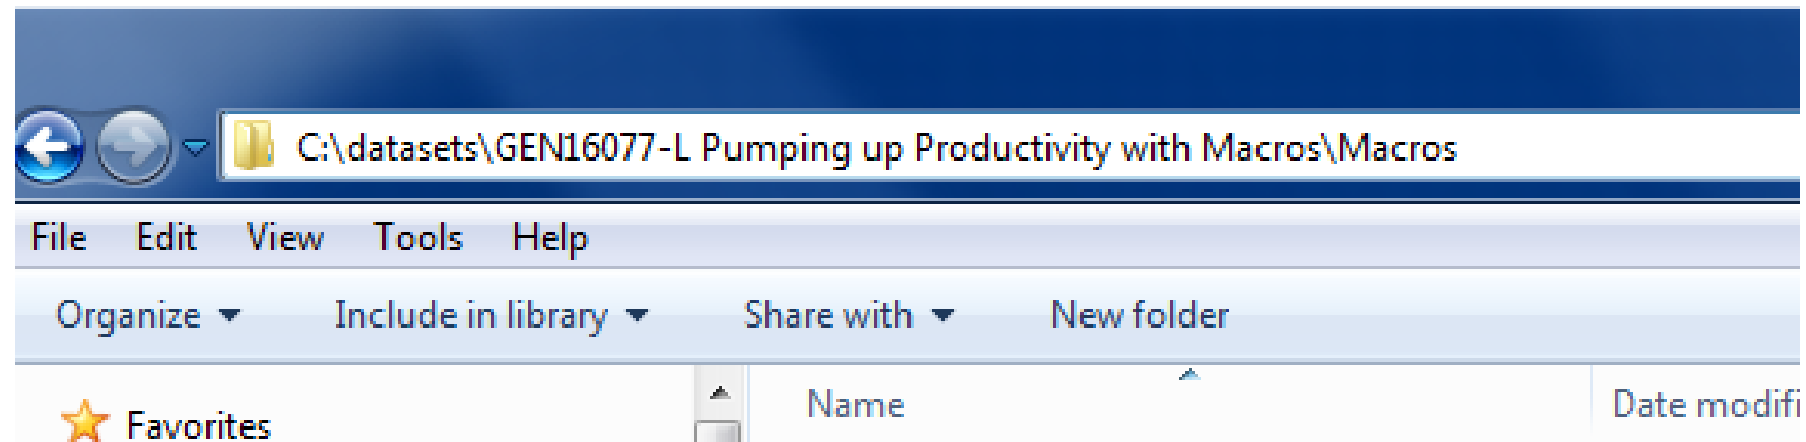 C:\datasets\GEN16077-L Pumping up Productivity with Macros\Macros
File Edit View Tools Help
Organize Include in library Share with New folder
Name Date
Favorites